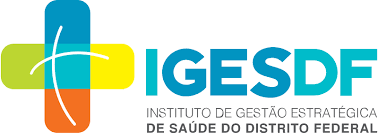 IGESDF
INSTITUTO DE GESTÃO ESTRATÉGICA
DE SAÚDE DO DISTRITO FEDERAL